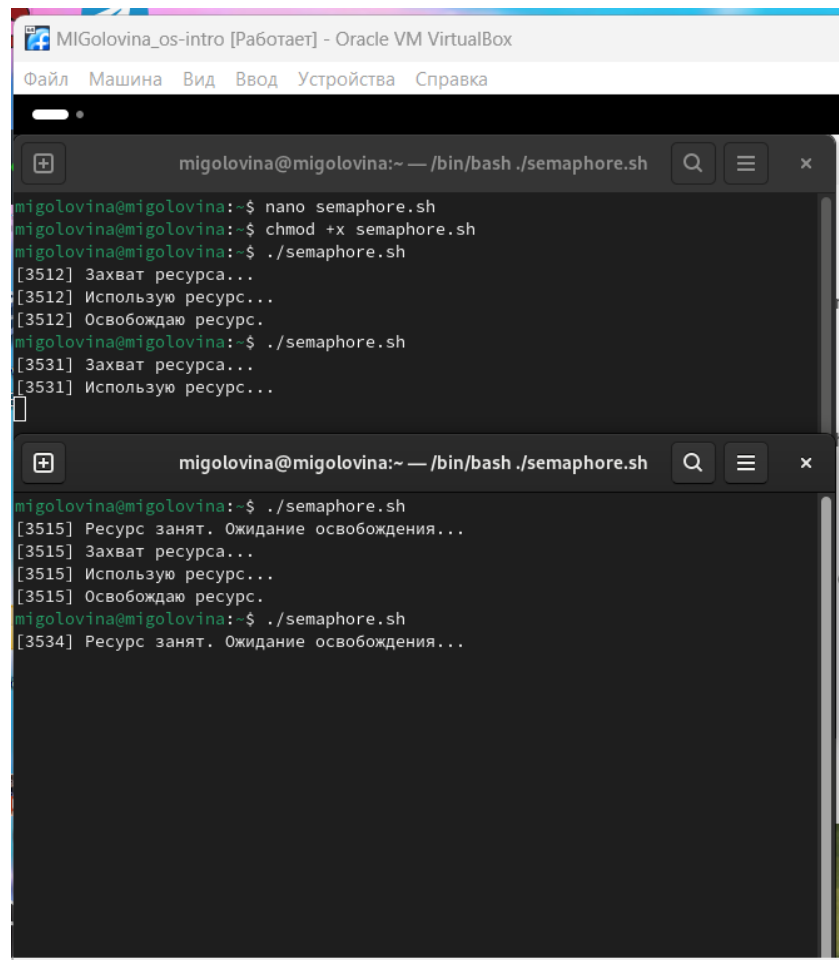 MIGolovina_os-intro [Работает] - Oracle VM VirtualBox
Файл Машина Вид Ввод Устройства Справка
migolovina@migolovina:~ — /bin/bash ./semaphore.sh
migolovina@migolovina:~$ nano semaphore.sh
migolovina@migolovina:~$ chmod +x semaphore.sh
migolovina@migolovina:~$ ./semaphore.sh
[3512] Захват ресурса...
[3512] Использую ресурс...
[3512] Освобождаю ресурс.
migolovina@migolovina:~$ ./semaphore.sh
[3531] Захват ресурса...
[3531] Использую ресурс...
migolovina@migolovina:~ — /bin/bash ./semaphore.sh
migolovina@migolovina:~$ ./semaphore.sh
[3515] Ресурс занят. Ожидание освобождения...
[3515] Захват ресурса...
[3515] Использую ресурс...
[3515] Освобождаю ресурс.
migolovina@migolovina:~$ ./semaphore.sh
[3534] Ресурс занят. Ожидание освобождения...